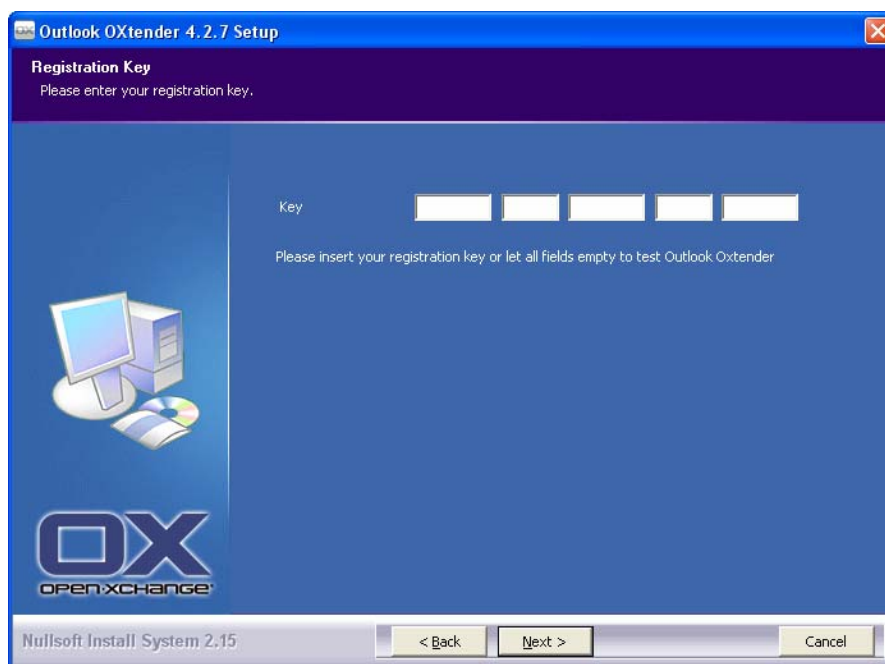 Outlook OXtender 4.2.7 Setup
Registration Key
Please enter your registration key.
Key
Please insert your registration key or let all fields empty to test Outlook Oxtender
OX
OPEN·XCHANGE
Nullsoft Install System 2.15
< Back
Next >
Cancel